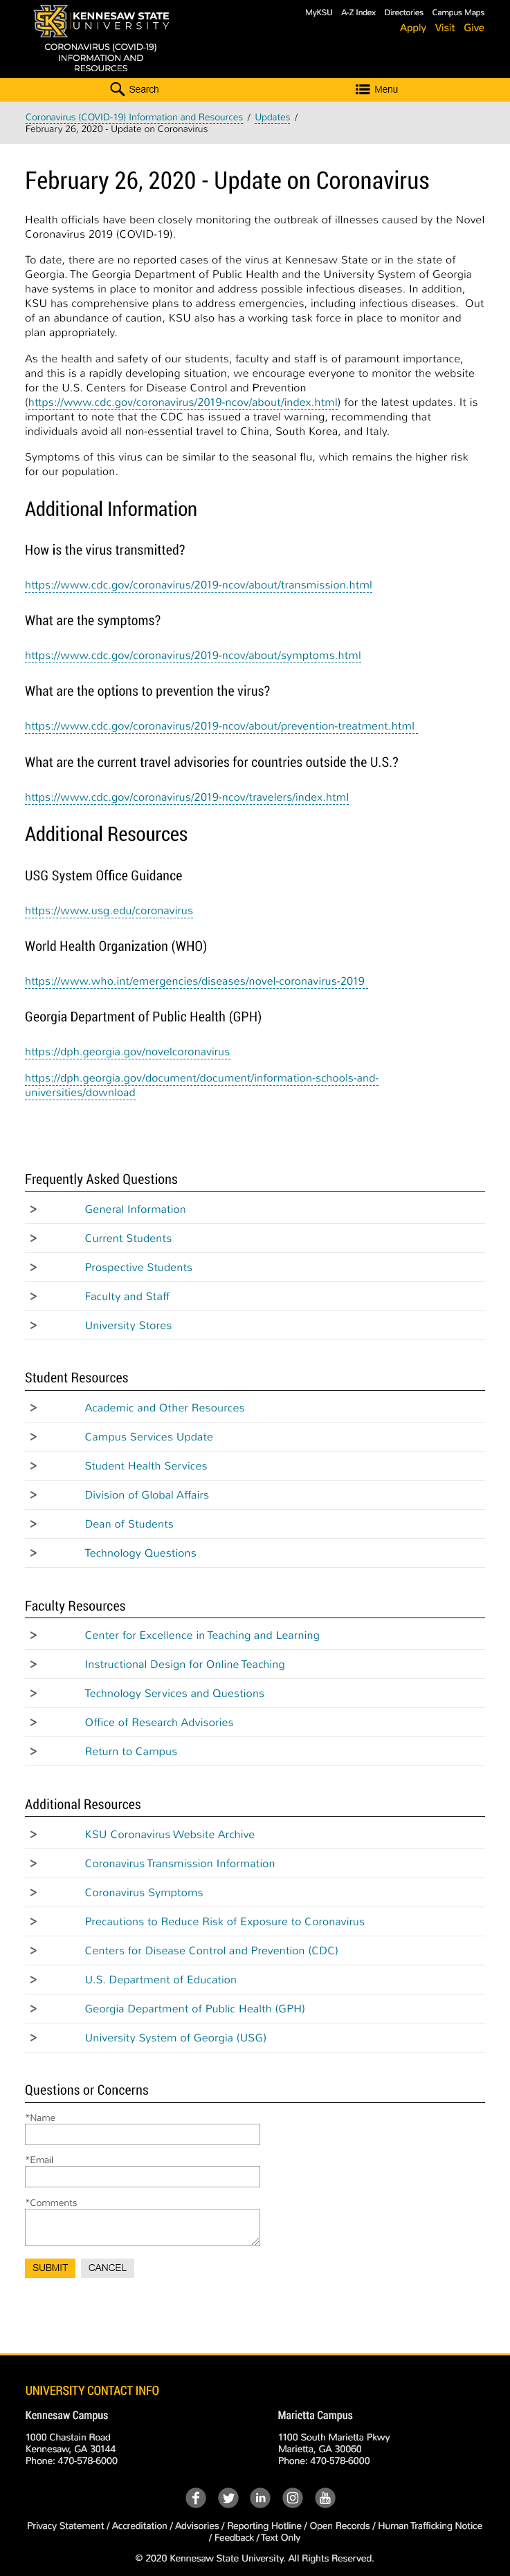 KENNESAW STATE
UNIVERSITY
CORONAVIRUS (COVID-19)
INFORMATION AND
RESOURCES
MyKSU A-Z Index Directories Campus Maps
Apply Visit Give
Search
Menu
Coronavirus (COVID-19) Information and Resources / Updates /
February 26, 2020 - Update on Coronavirus
February 26, 2020 - Update on Coronavirus
Health officials have been closely monitoring the outbreak of illnesses caused by the Novel
Coronavirus 2019 (COVID-19).
To date, there are no reported cases of the virus at Kennesaw State or in the state of
Georgia. The Georgia Department of Public Health and the University System of Georgia
have systems in place to monitor and address possible infectious diseases. In addition,
KSU has comprehensive plans to address emergencies, including infectious diseases. Out
of an abundance of caution, KSU also has a working task force in place to monitor and
plan appropriately.
As the health and safety of our students, faculty and staff is of paramount importance,
and this is a rapidly developing situation, we encourage everyone to monitor the website
for the U.S. Centers for Disease Control and Prevention
(https://www.cdc.gov/coronavirus/2019-ncov/about/index.html) for the latest updates. It is
important to note that the CDC has issued a travel warning, recommending that
individuals avoid all non-essential travel to China, South Korea, and Italy.
Symptoms of this virus can be similar to the seasonal flu, which remains the higher risk
for our population.
Additional Information
How is the virus transmitted?
https://www.cdc.gov/coronavirus/2019-ncov/about/transmission.html
What are the symptoms?
https://www.cdc.gov/coronavirus/2019-ncov/about/symptoms.html
What are the options to prevention the virus?
https://www.cdc.gov/coronavirus/2019-ncov/about/prevention-treatment.html
What are the current travel advisories for countries outside the U.S.?
https://www.cdc.gov/coronavirus/2019-ncov/travelers/index.html
Additional Resources
USG System Office Guidance
https://www.usg.edu/coronavirus
World Health Organization (WHO)
https://www.who.int/emergencies/diseases/novel-coronavirus-2019
Georgia Department of Public Health (GPH)
https://dph.georgia.gov/novelcoronavirus
https://dph.georgia.gov/document/document/information-schools-and-
universities/download
Frequently Asked Questions
> General Information
> Current Students
> Prospective Students
> Faculty and Staff
> University Stores
Student Resources
> Academic and Other Resources
> Campus Services Update
> Student Health Services
> Division of Global Affairs
> Dean of Students
> Technology Questions
Faculty Resources
> Center for Excellence in Teaching and Learning
> Instructional Design for Online Teaching
> Technology Services and Questions
> Office of Research Advisories
> Return to Campus
Additional Resources
> KSU Coronavirus Website Archive
> Coronavirus Transmission Information
> Coronavirus Symptoms
> Precautions to Reduce Risk of Exposure to Coronavirus
> Centers for Disease Control and Prevention (CDC)
> U.S. Department of Education
> Georgia Department of Public Health (GPH)
> University System of Georgia (USG)
Questions or Concerns
*Name
*Email
*Comments
SUBMIT CANCEL
UNIVERSITY CONTACT INFO
Kennesaw Campus
1000 Chastain Road
Kennesaw, GA 30144
Phone: 470-578-6000
Marietta Campus
1100 South Marietta Pkwy
Marietta, GA 30060
Phone: 470-578-6000
Privacy Statement / Accreditation / Advisories / Reporting Hotline / Open Records / Human Trafficking Notice
/ Feedback / Text Only
© 2020 Kennesaw State University. All Rights Reserved.